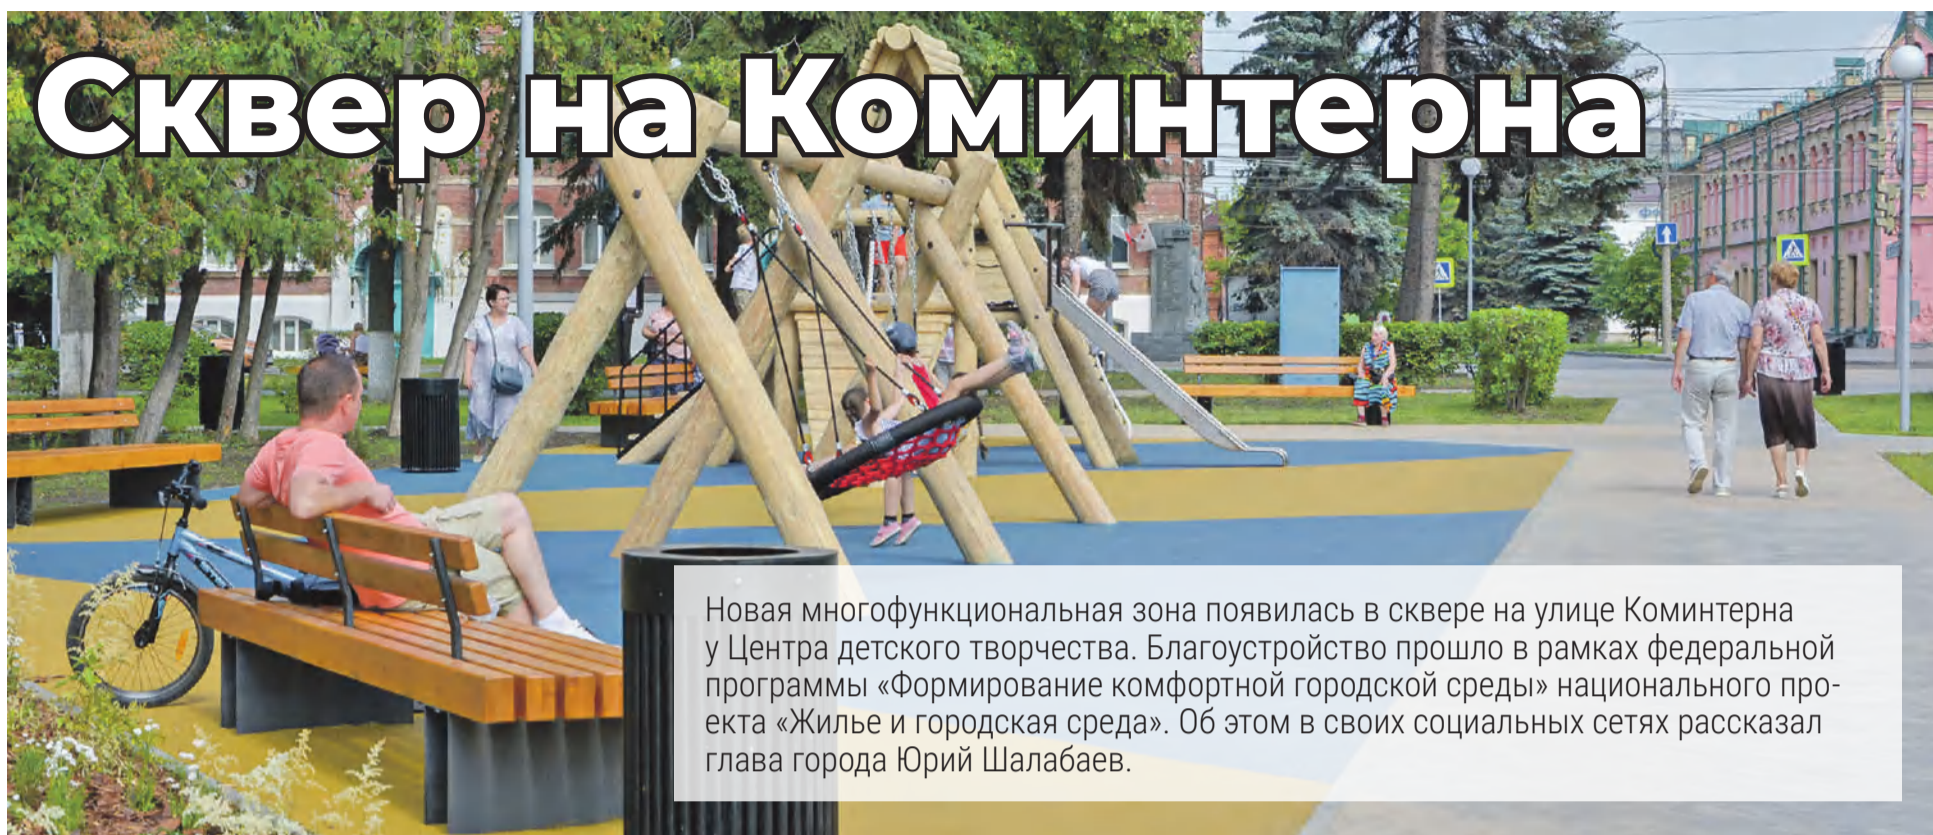 Сквер на Коминтерна
Новая многофункциональная зона появилась в сквере на улице Коминтерна
у Центра детского творчества. Благоустройство прошло в рамках федеральной
программы «Формирование комфортной городской среды» национального про-
екта «Жилье и городская среда». Об этом в своих социальных сетях рассказал
глава города Юрий Шалабаев.